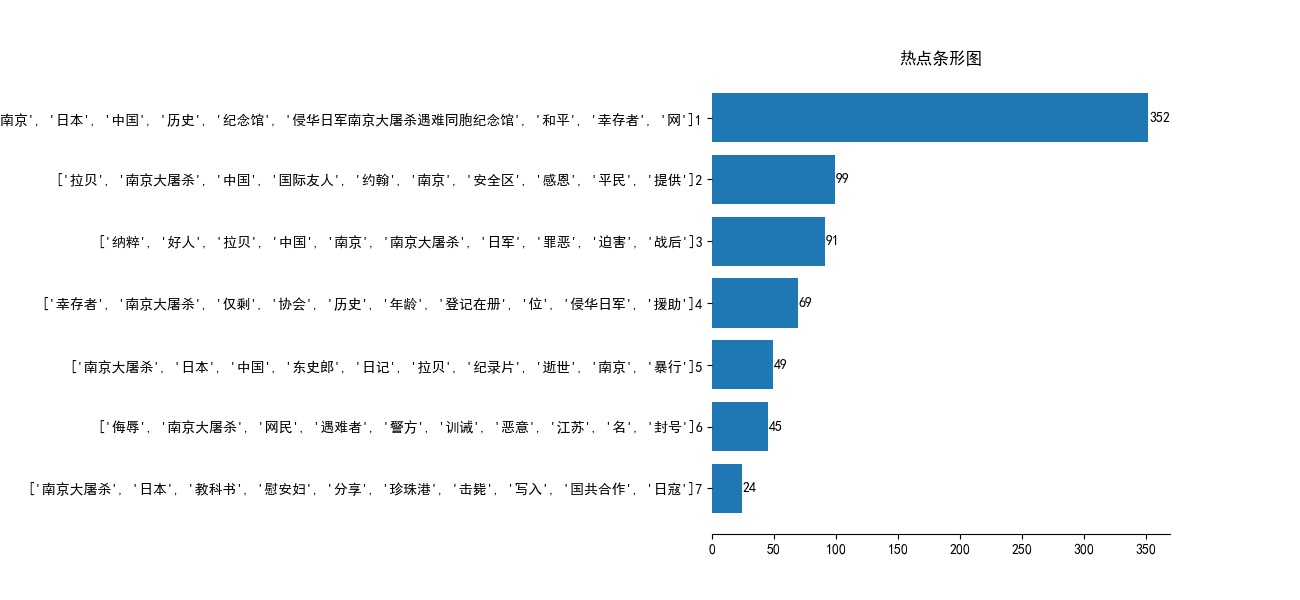 热点条形图
南京', '日本', '中国', '历史', '纪念馆', '侵华日军南京大屠杀遇难同胞纪念馆', '和平', '幸存者', '网']1
352
['拉贝', '南京大屠杀', '中国', '国际友人', '约翰', '南京', '安全区', '感恩', '平民', '提供']2
99
['纳粹', '好人', '拉贝', '中国', '南京', '南京大屠杀', '日军', '罪恶', '迫害', '战后']3
91
['幸存者', '南京大屠杀', '仅剩', '协会', '历史', '年龄', '登记在册', '位', '侵华日军', '援助']4
69
['南京大屠杀', '日本', '中国', '东史郎', '日记', '拉贝', '纪录片', '逝世', '南京', '暴行']5
49
['侮辱', '南京大屠杀', '网民', '遇难者', '警方', '训诫', '恶意', '江苏', '名', '封号']6
45
['南京大屠杀', '日本', '教科书', '慰安妇', '分享', '珍珠港', '击毙', '写入', '国共合作', '日寇']7
24
0 50 100 150 200 250 300 350